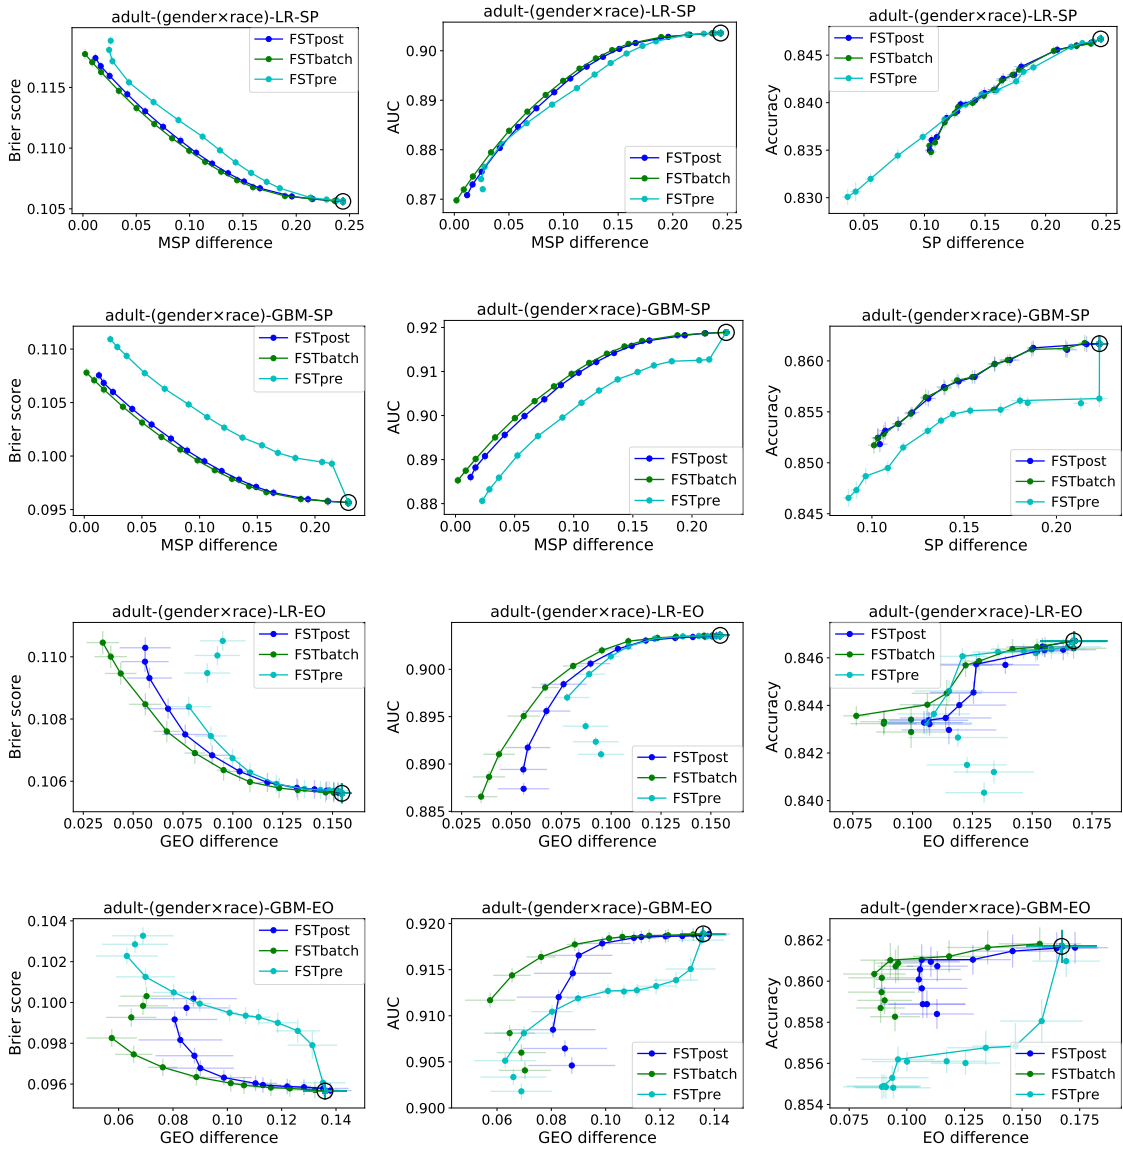 adult-(gender×race)-LR-SP
Brier score
0.115
0.110
0.105
FSTpost
FSTbatch
FSTpre
0.00 0.05 0.10 0.15 0.20 0.25
MSP difference
adult-(gender×race)-LR-SP
AUC
0.90
0.89
0.88
0.87
FSTpost
FSTbatch
FSTpre
0.00 0.05 0.10 0.15 0.20 0.25
MSP difference
adult-(gender×race)-LR-SP
Accuracy
0.845
0.840
0.835
0.830
FSTpost
FSTbatch
FSTpre
0.05 0.10 0.15 0.20 0.25
SP difference
adult-(gender×race)-GBM-SP
Brier score
0.110
0.105
0.100
0.095
FSTpost
FSTbatch
FSTpre
0.00 0.05 0.10 0.15 0.20
MSP difference
adult-(gender×race)-GBM-SP
AUC
0.92
0.91
0.90
0.89
0.88
FSTpost
FSTbatch
FSTpre
0.00 0.05 0.10 0.15 0.20
MSP difference
adult-(gender×race)-GBM-SP
Accuracy
0.860
0.855
0.850
0.845
FSTpost
FSTbatch
FSTpre
0.10 0.15 0.20
SP difference
adult-(gender×race)-LR-EO
Brier score
0.110
0.108
0.106
FSTpost
FSTbatch
FSTpre
0.025 0.050 0.075 0.100 0.125 0.150
GEO difference
adult-(gender×race)-LR-EO
AUC
0.900
0.895
0.890
0.885
FSTpost
FSTbatch
FSTpre
0.025 0.050 0.075 0.100 0.125 0.150
GEO difference
adult-(gender×race)-LR-EO
Accuracy
0.846
0.844
0.842
0.840
FSTpost
FSTbatch
FSTpre
0.075 0.100 0.125 0.150 0.175
EO difference
adult-(gender×race)-GBM-EO
Brier score
0.104
0.102
0.100
0.098
0.096
FSTpost
FSTbatch
FSTpre
0.06 0.08 0.10 0.12 0.14
GEO difference
adult-(gender×race)-GBM-EO
AUC
0.920
0.915
0.910
0.905
0.900
FSTpost
FSTbatch
FSTpre
0.06 0.08 0.10 0.12 0.14
GEO difference
adult-(gender×race)-GBM-EO
Accuracy
0.862
0.860
0.858
0.856
0.854
FSTpost
FSTbatch
FSTpre
0.075 0.100 0.125 0.150 0.175
EO difference